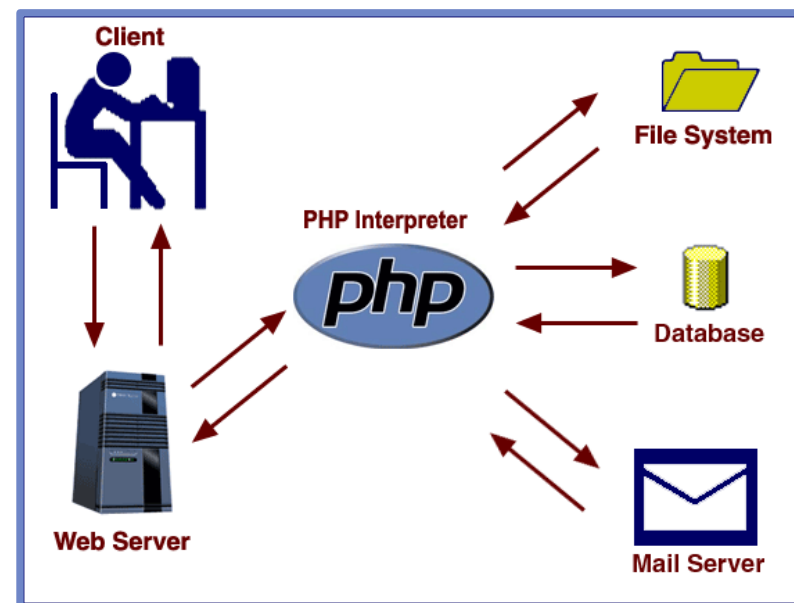 Client
File System
PHP Interpreter
php
Database
Web Server
Mail Server